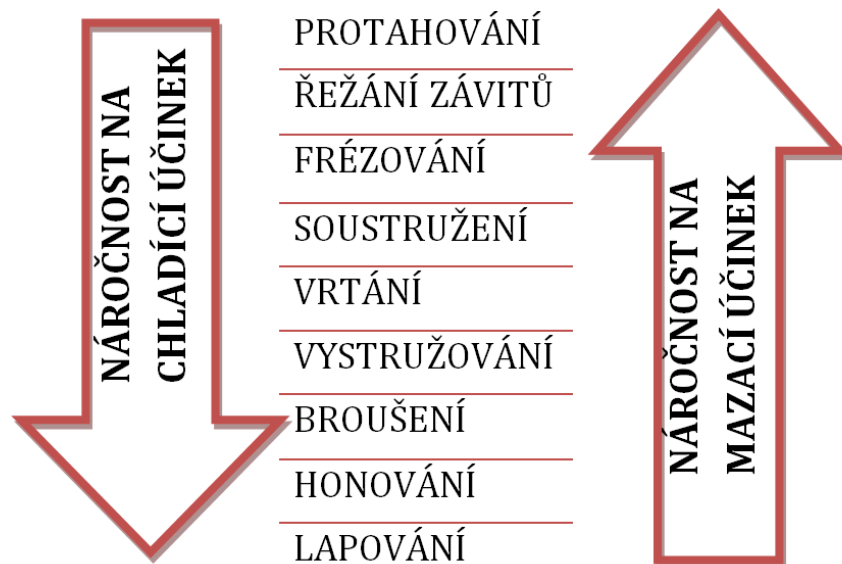 NÁROČNOST NA
CHLADÍCÍ ÚČINEK
PROTAHOVÁNÍ
ŘEŽÁNÍ ZÁVITŮ
FRÉZOVÁNÍ
SOUSTRUŽENÍ
VRTÁNÍ
VYSTRUŽOVÁNÍ
BROUŠENÍ
HONOVÁNÍ
LAPOVÁNÍ
NÁROČNOST NA
MAZACÍ ÚČINEK